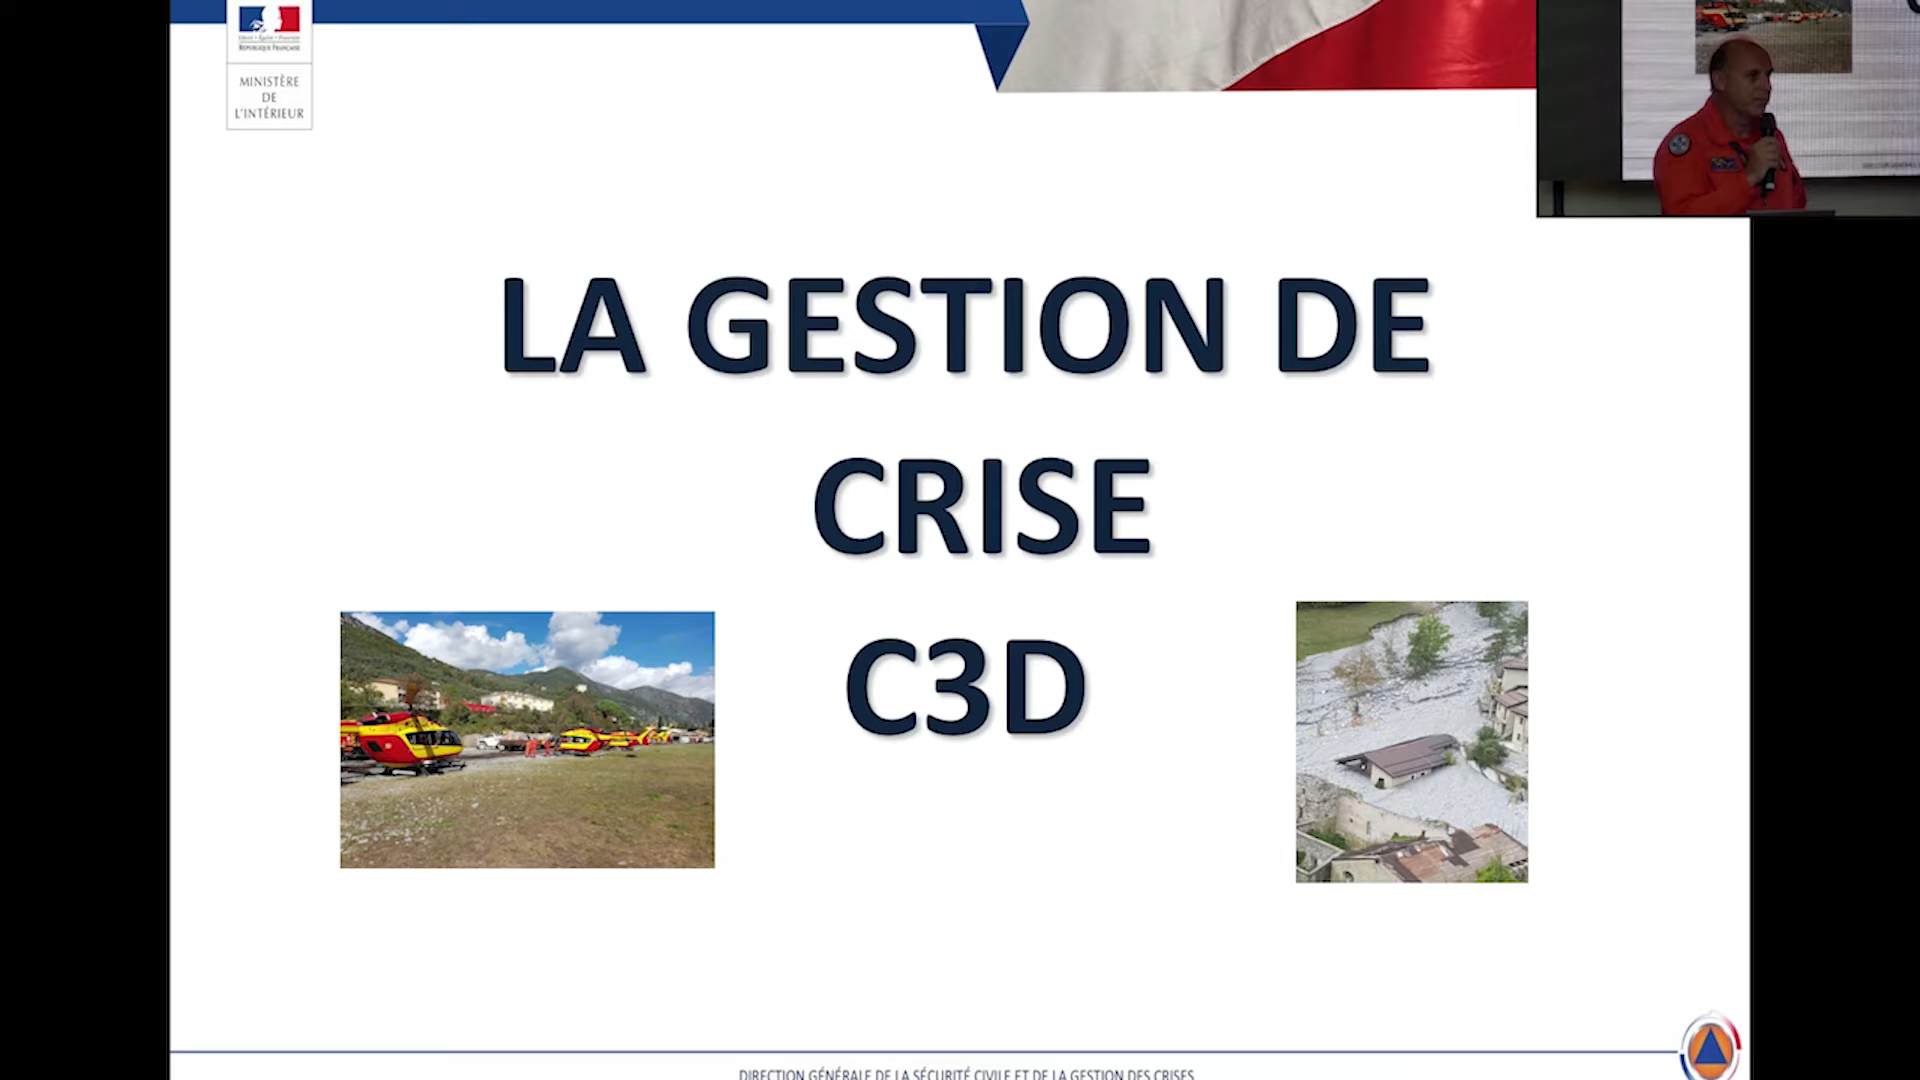 Liberté • Égalité • Fraternité
RÉPUBLIQUE FRANÇAISE
MINISTÈRE
DE
L'INTÉRIEUR
LA GESTION DE
CRISE
C3D
DIRECTION GÉNÉRALE DE LA SÉCURITÉ CIVILE ET DE LA GESTION DES CRISES